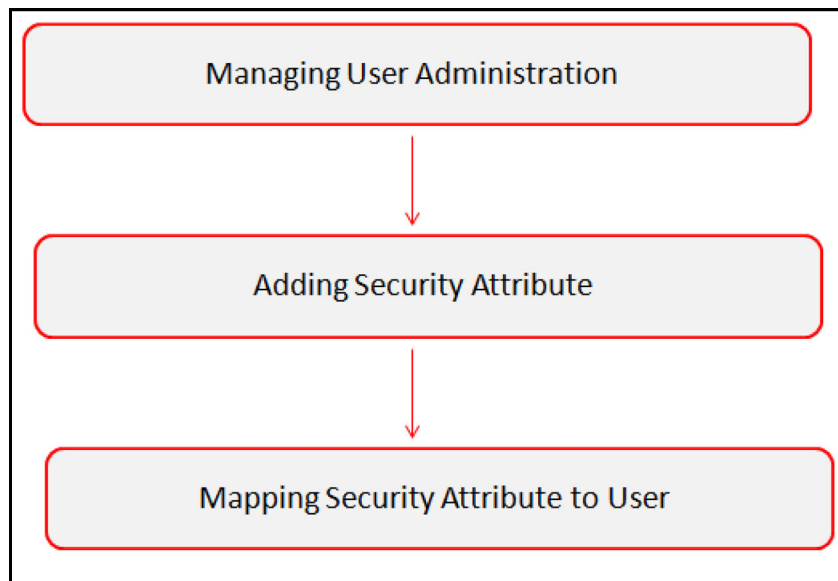 Managing User Administration
Adding Security Attribute
Mapping Security Attribute to User